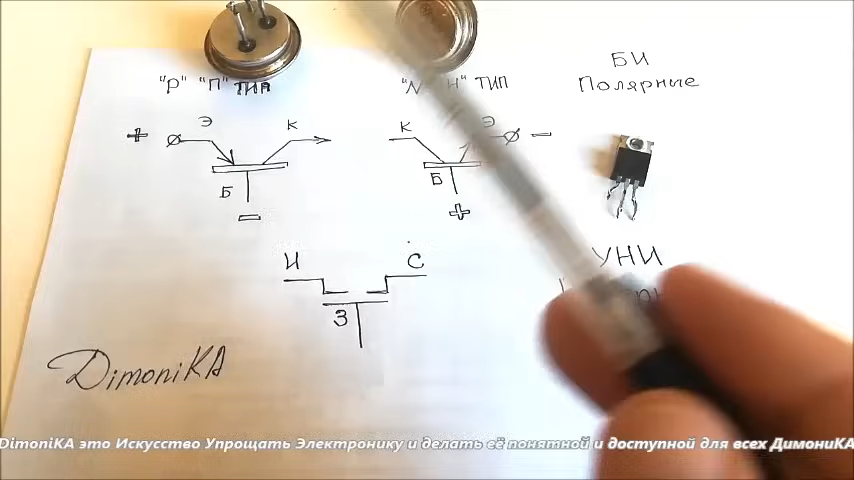 "Р" "П" ТИП
ТИП
БИ
Полярные
+ Э К
К Э −
Б
−
Б
+
УНИ
И С
З
DimoniKA
DimoniKA это Искусство Упрощать Электронику и делать её понятной и доступной для всех ДимониКА